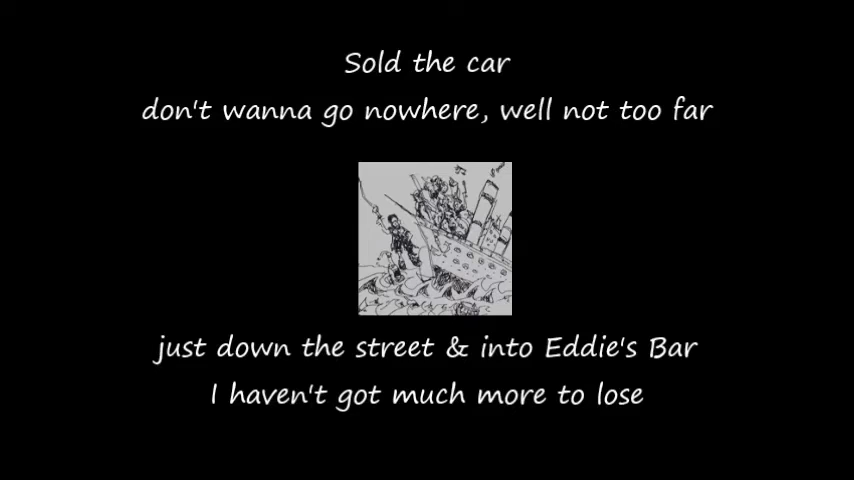 Sold the car
don't wanna go nowhere, well not too far
just down the street & into Eddie's Bar
I haven't got much more to lose